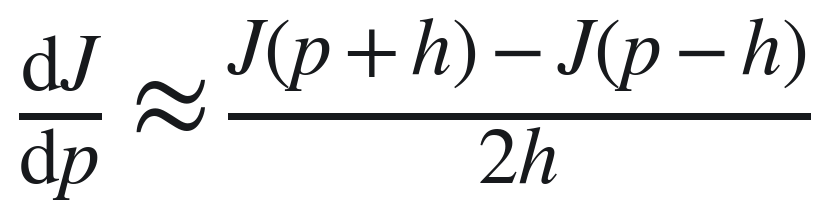 dJ/dp ≈ (J(p + h) − J(p − h))/2h